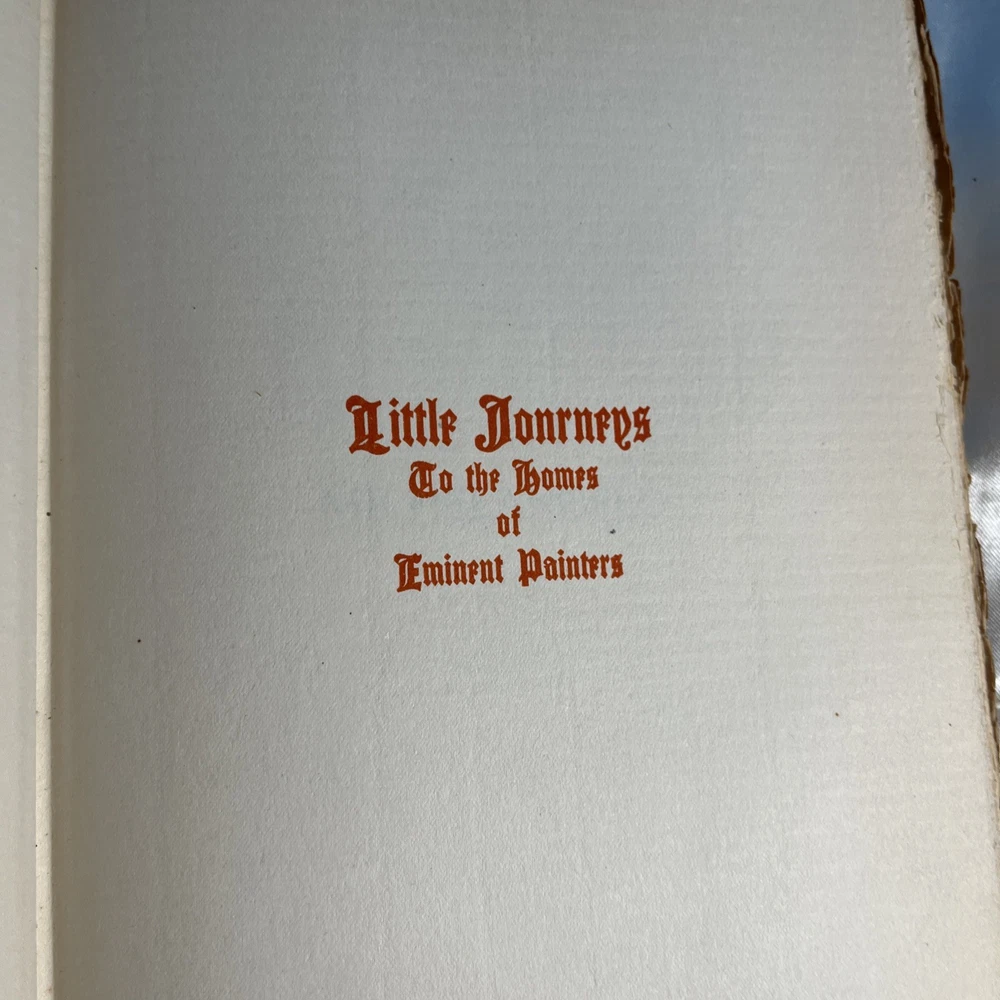 Little Journeys
To the Homes
of
Eminent Painters